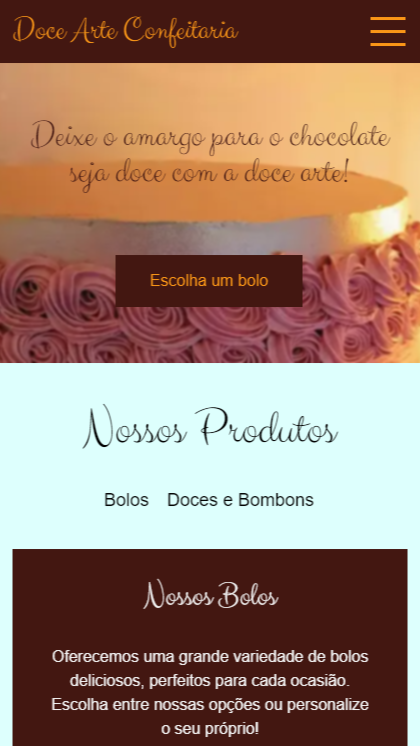 Doce Arte Confeitaria
Deixe o amargo para o chocolate
seja doce com a doce arte!
Escolha um bolo
Nossos Produtos
Bolos Doces e Bombons
Nossos Bolos
Oferecemos uma grande variedade de bolos
deliciosos, perfeitos para cada ocasião.
Escolha entre nossas opções ou personalize
o seu próprio!